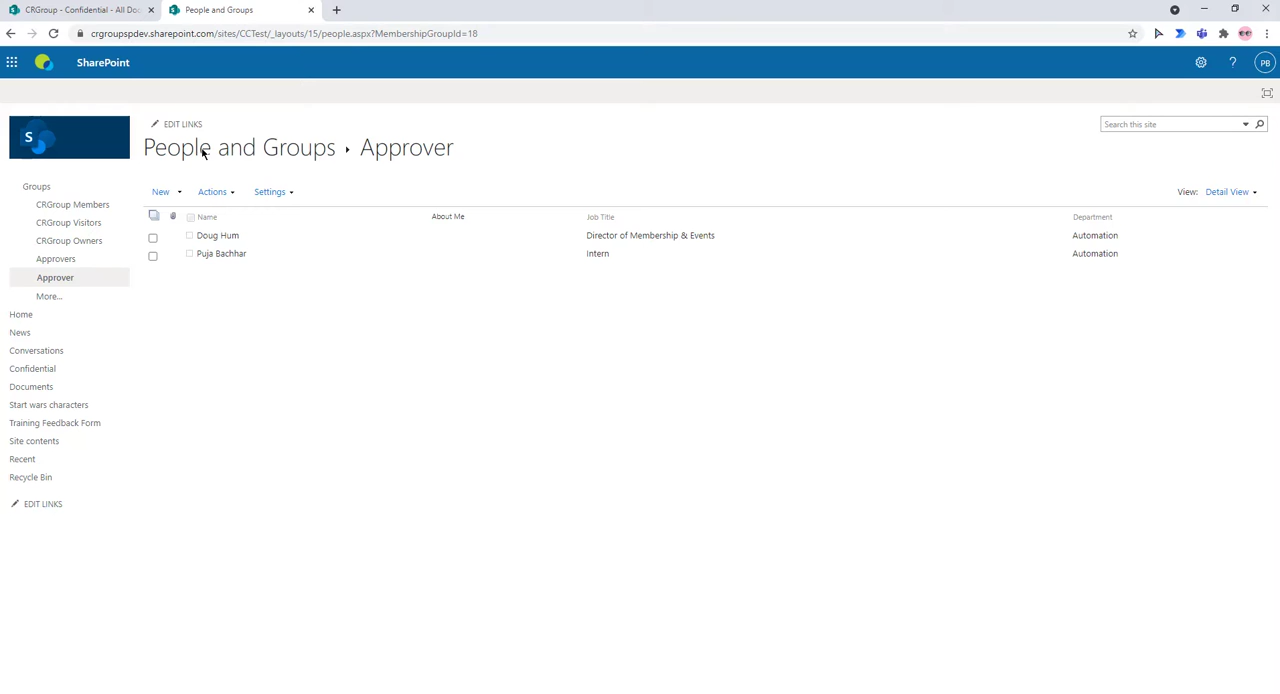 CRGroup - Confidential - All Doc
People and Groups
crgroupspdev.sharepoint.com/sites/CCTest/_layouts/15/people.aspx?MembershipGroupId=18
SharePoint
PB
S
EDIT LINKS
People and Groups ▸ Approver
Search this site
Groups
CRGroup Members
CRGroup Visitors
CRGroup Owners
Approvers
Approver
More...
Home
News
Conversations
Confidential
Documents
Start wars characters
Training Feedback Form
Site contents
Recent
Recycle Bin
EDIT LINKS
New Actions Settings
View: Detail View
Name About Me Job Title Department
Doug Hum Director of Membership & Events Automation
Puja Bachhar Intern Automation